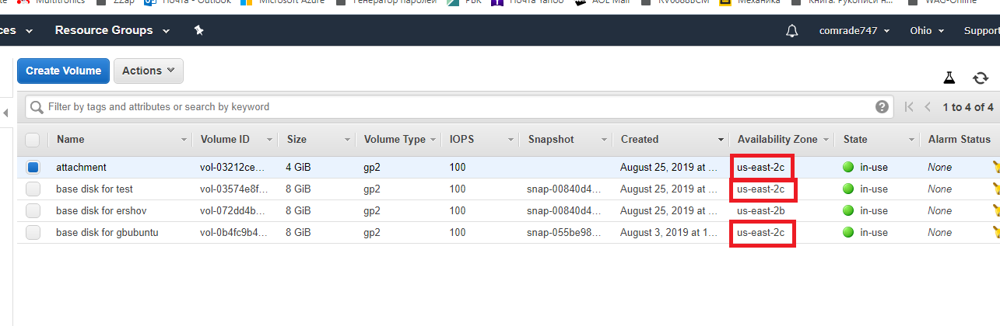 Multitronics ZZap Почта - Outlook Microsoft Azure Генератор паролей РБК Почта Yahoo AOL Mail RV6688BCM Механика Книга: Рукописи н... WAG-Online
ces Resource Groups comrade747 Ohio Support
Create Volume Actions
Filter by tags and attributes or search by keyword ? 1 to 4 of 4
Name Volume ID Size Volume Type IOPS Snapshot Created Availability Zone State Alarm Status
attachment vol-03212ce... 4 GiB gp2 100 August 25, 2019 at ... us-east-2c in-use None
base disk for test vol-03574e8f... 8 GiB gp2 100 snap-00840d4... August 25, 2019 at ... us-east-2c in-use None
base disk for ershov vol-072dd4b... 8 GiB gp2 100 snap-00840d4... August 25, 2019 at ... us-east-2b in-use None
base disk for gbubuntu vol-0b4fc9b4... 8 GiB gp2 100 snap-055be98... August 3, 2019 at 1... us-east-2c in-use None